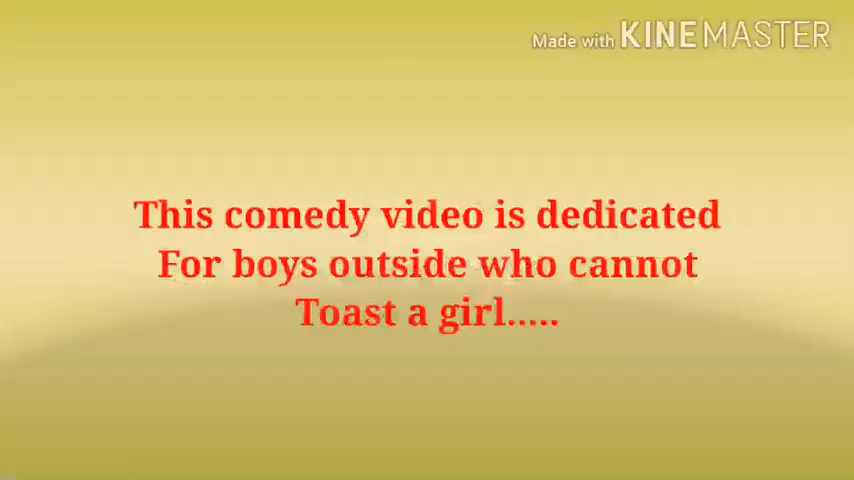 Made with KINEMASTER
This comedy video is dedicated
For boys outside who cannot
Toast a girl.....